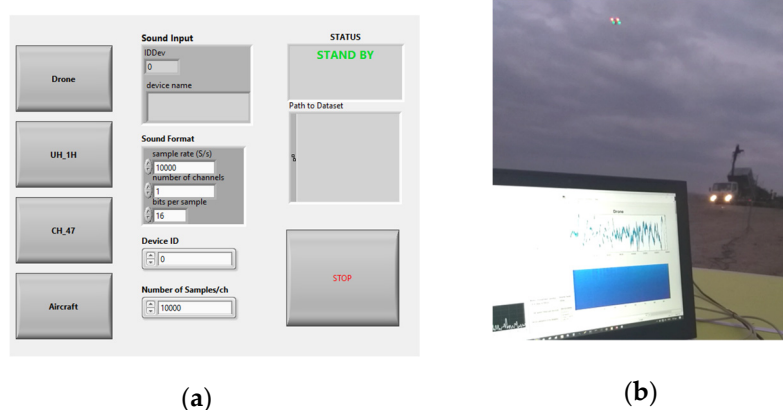 Drone
UH_1H
CH_47
Aircraft
Sound Input
IDDev
0
device name
Sound Format
sample rate (S/s)
10000
number of channels
1
bits per sample
16
Device ID
0
Number of Samples/ch
10000
STATUS
STAND BY
Path to Dataset
STOP
Drone
(a)
(b)